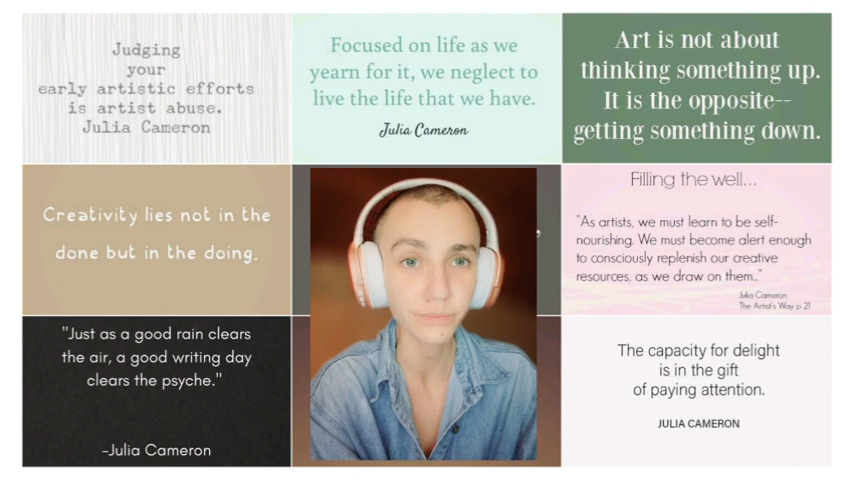 Judging
your
early artistic efforts
is artist abuse.
Julia Cameron
Focused on life as we
yearn for it, we neglect to
live the life that we have.
Julia Cameron
Art is not about
thinking something up.
It is the opposite--
getting something down.
Creativity lies not in the
done but in the doing.
Filling the well...
"As artists, we must learn to be self-
nourishing. We must become alert enough
to consciously replenish our creative
resources, as we draw on them..."
Julia Cameron
The Artist's Way p 21
"Just as a good rain clears
the air, a good writing day
clears the psyche."
-Julia Cameron
The capacity for delight
is in the gift
of paying attention.
JULIA CAMERON